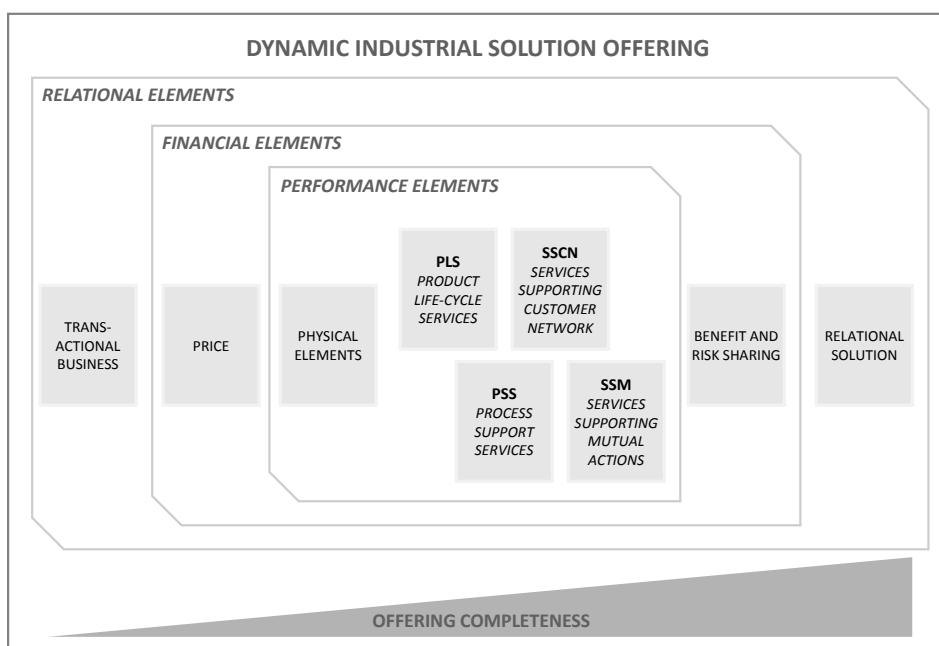 DYNAMIC INDUSTRIAL SOLUTION OFFERING
RELATIONAL ELEMENTS
FINANCIAL ELEMENTS
PERFORMANCE ELEMENTS
TRANS-
ACTIONAL
BUSINESS
PRICE
PHYSICAL
ELEMENTS
PLS
PRODUCT
LIFE-CYCLE
SERVICES
SSCN
SERVICES
SUPPORTING
CUSTOMER
NETWORK
PSS
PROCESS
SUPPORT
SERVICES
SSM
SERVICES
SUPPORTING
MUTUAL
ACTIONS
BENEFIT AND
RISK SHARING
RELATIONAL
SOLUTION
OFFERING COMPLETENESS